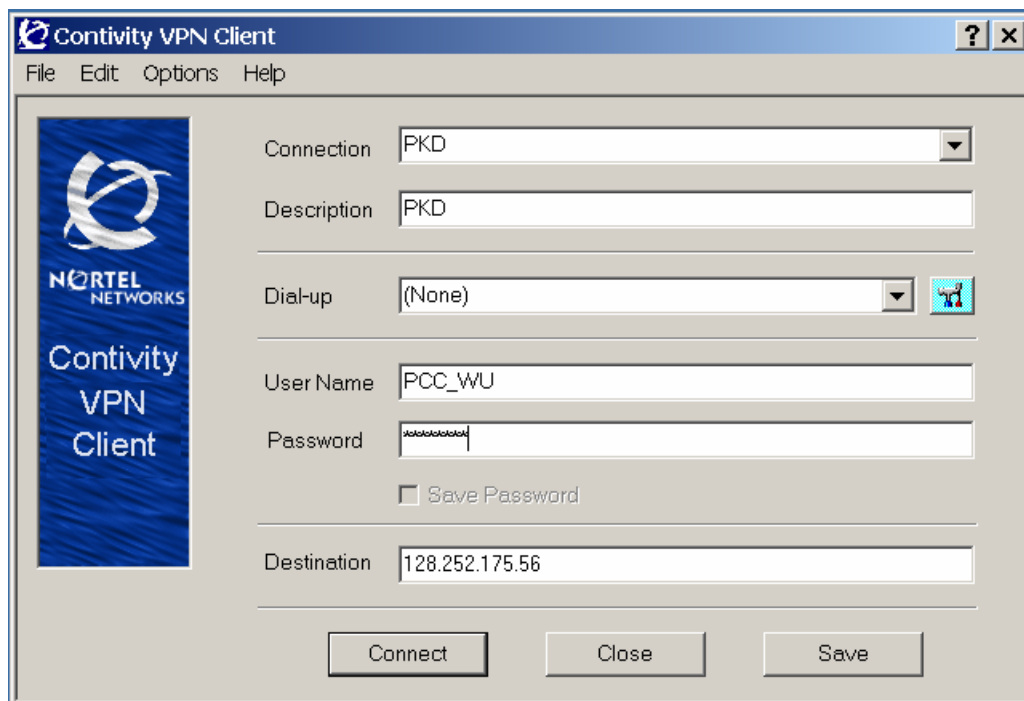 Contivity VPN Client
File Edit Options Help
NORTEL
NETWORKS
Contivity
VPN
Client
Connection PKD
Description PKD
Dial-up (None)
User Name PCC_WU
Password *********
Save Password
Destination 128.252.175.56
Connect Close Save